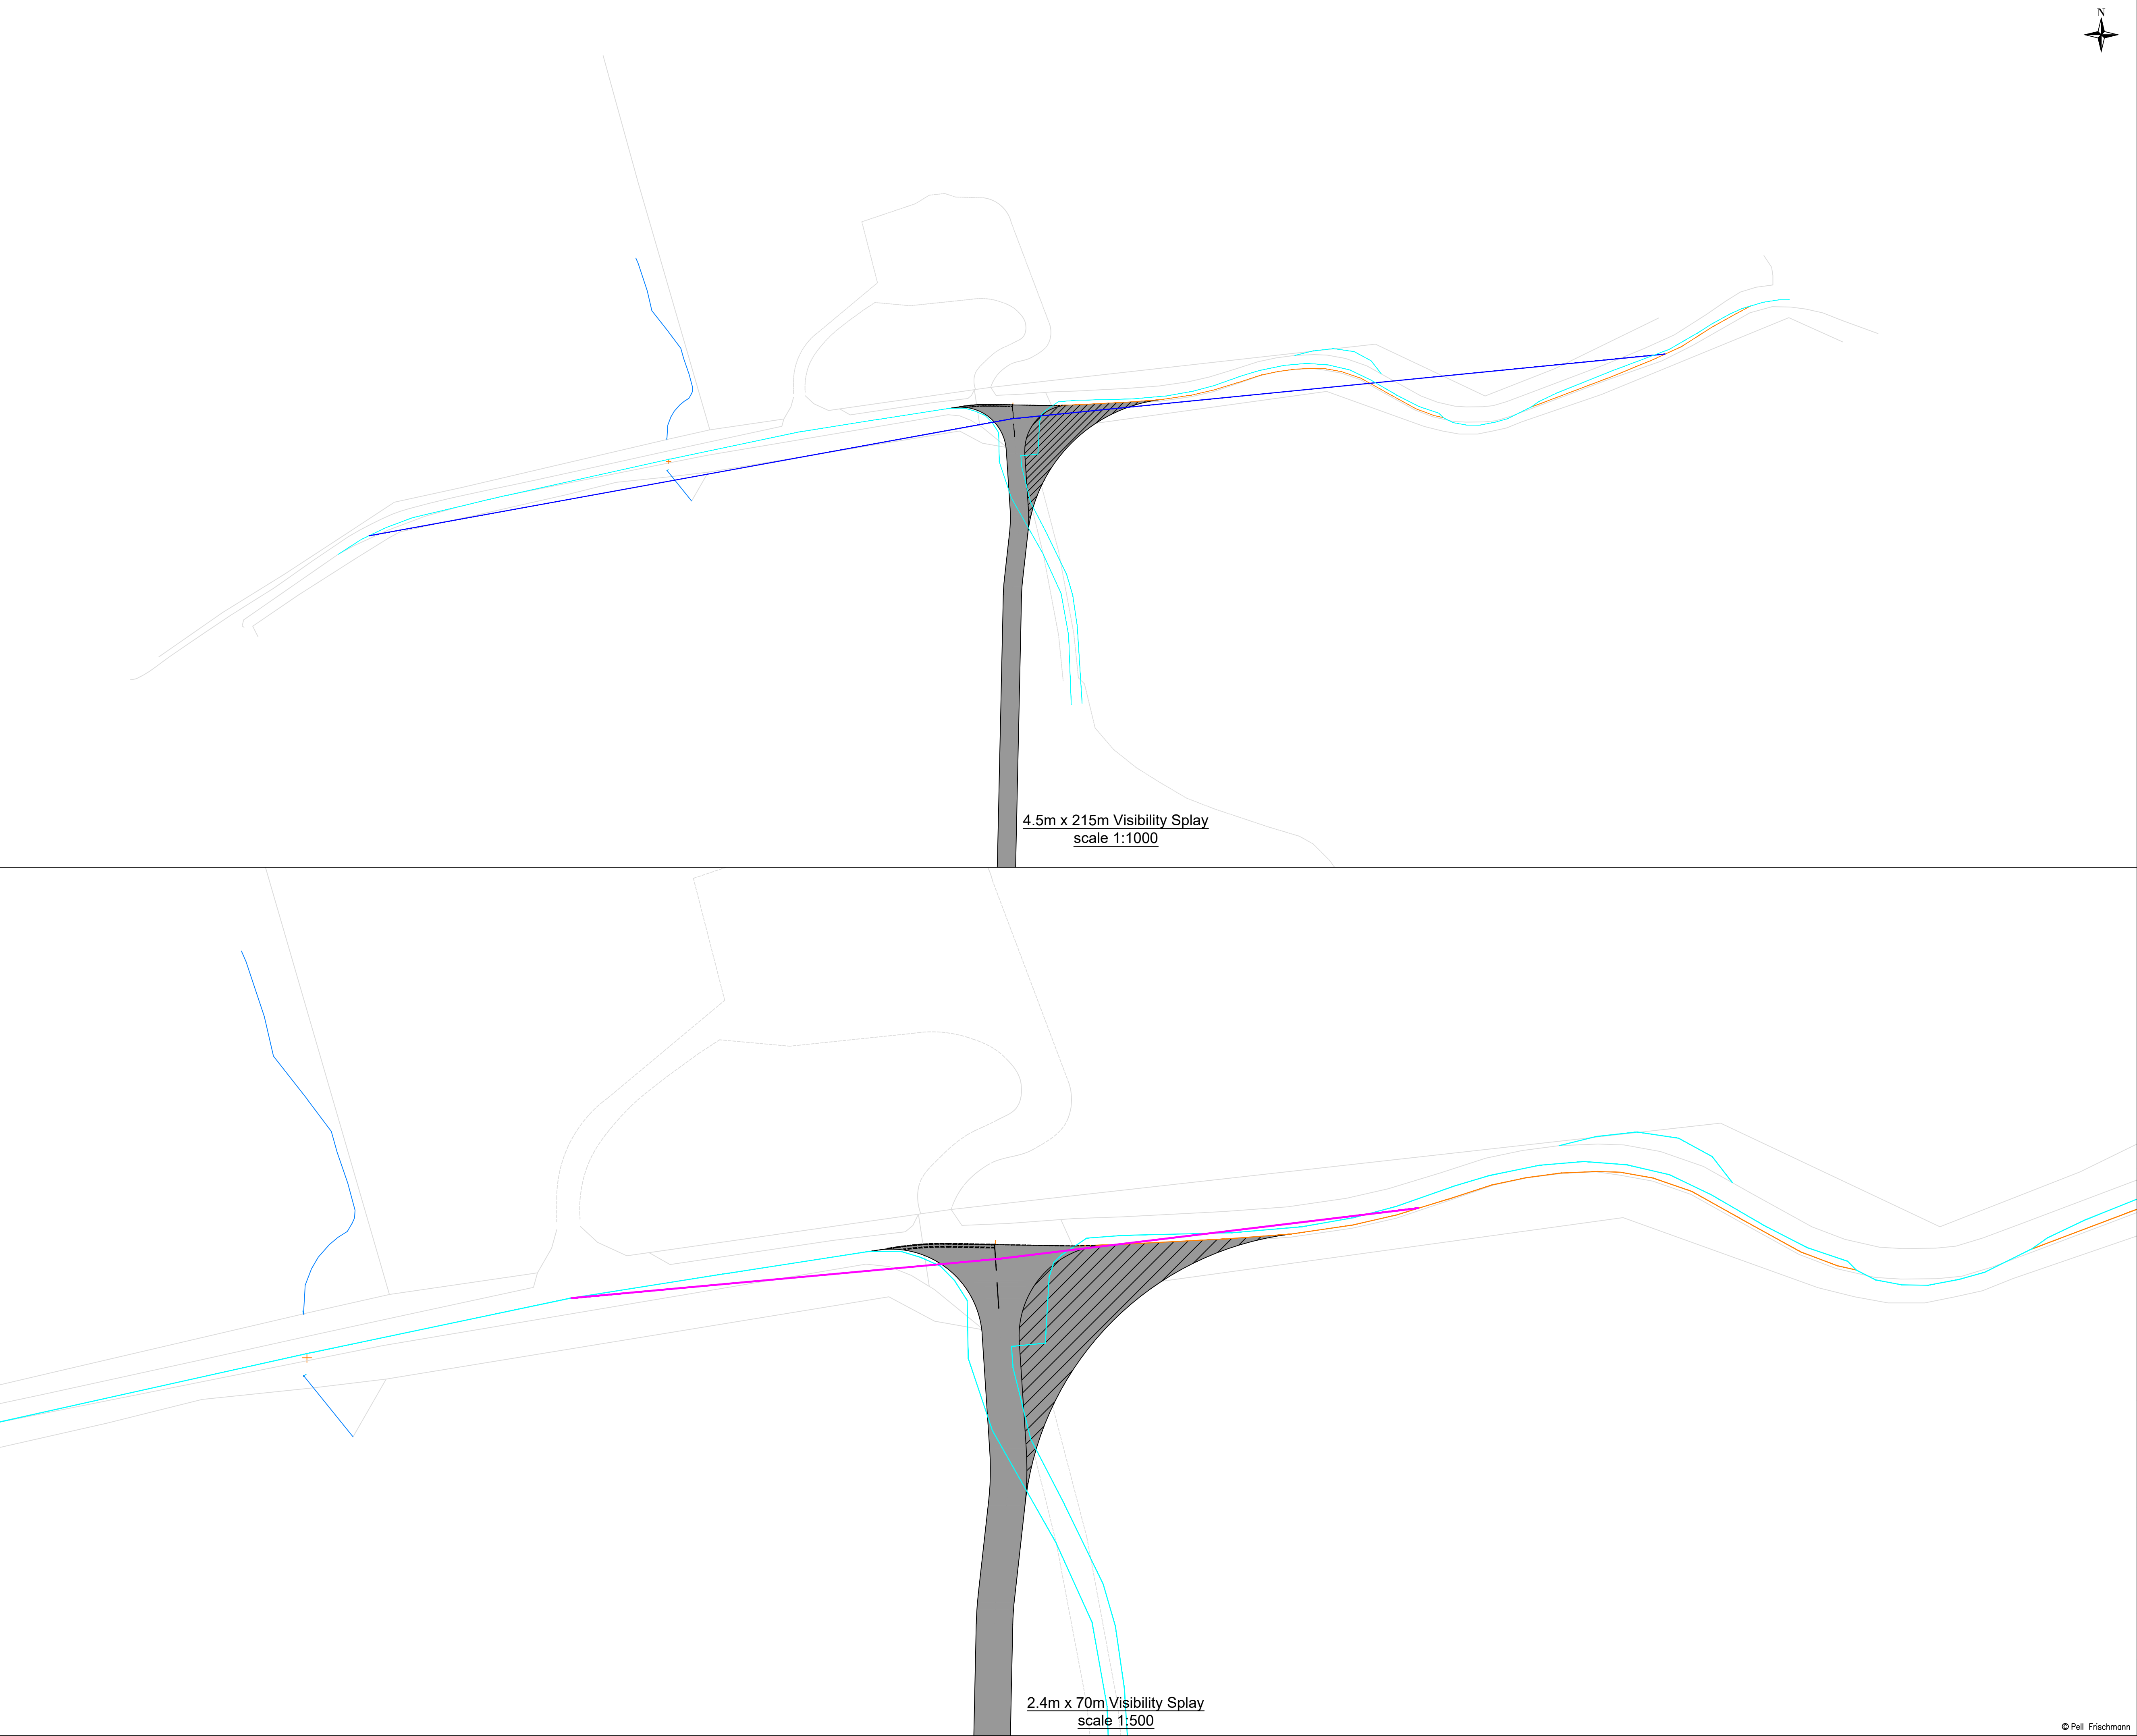 N
4.5m x 215m Visibility Splay
scale 1:1000
2.4m x 70m Visibility Splay
scale 1:500
© Pell Frischmann